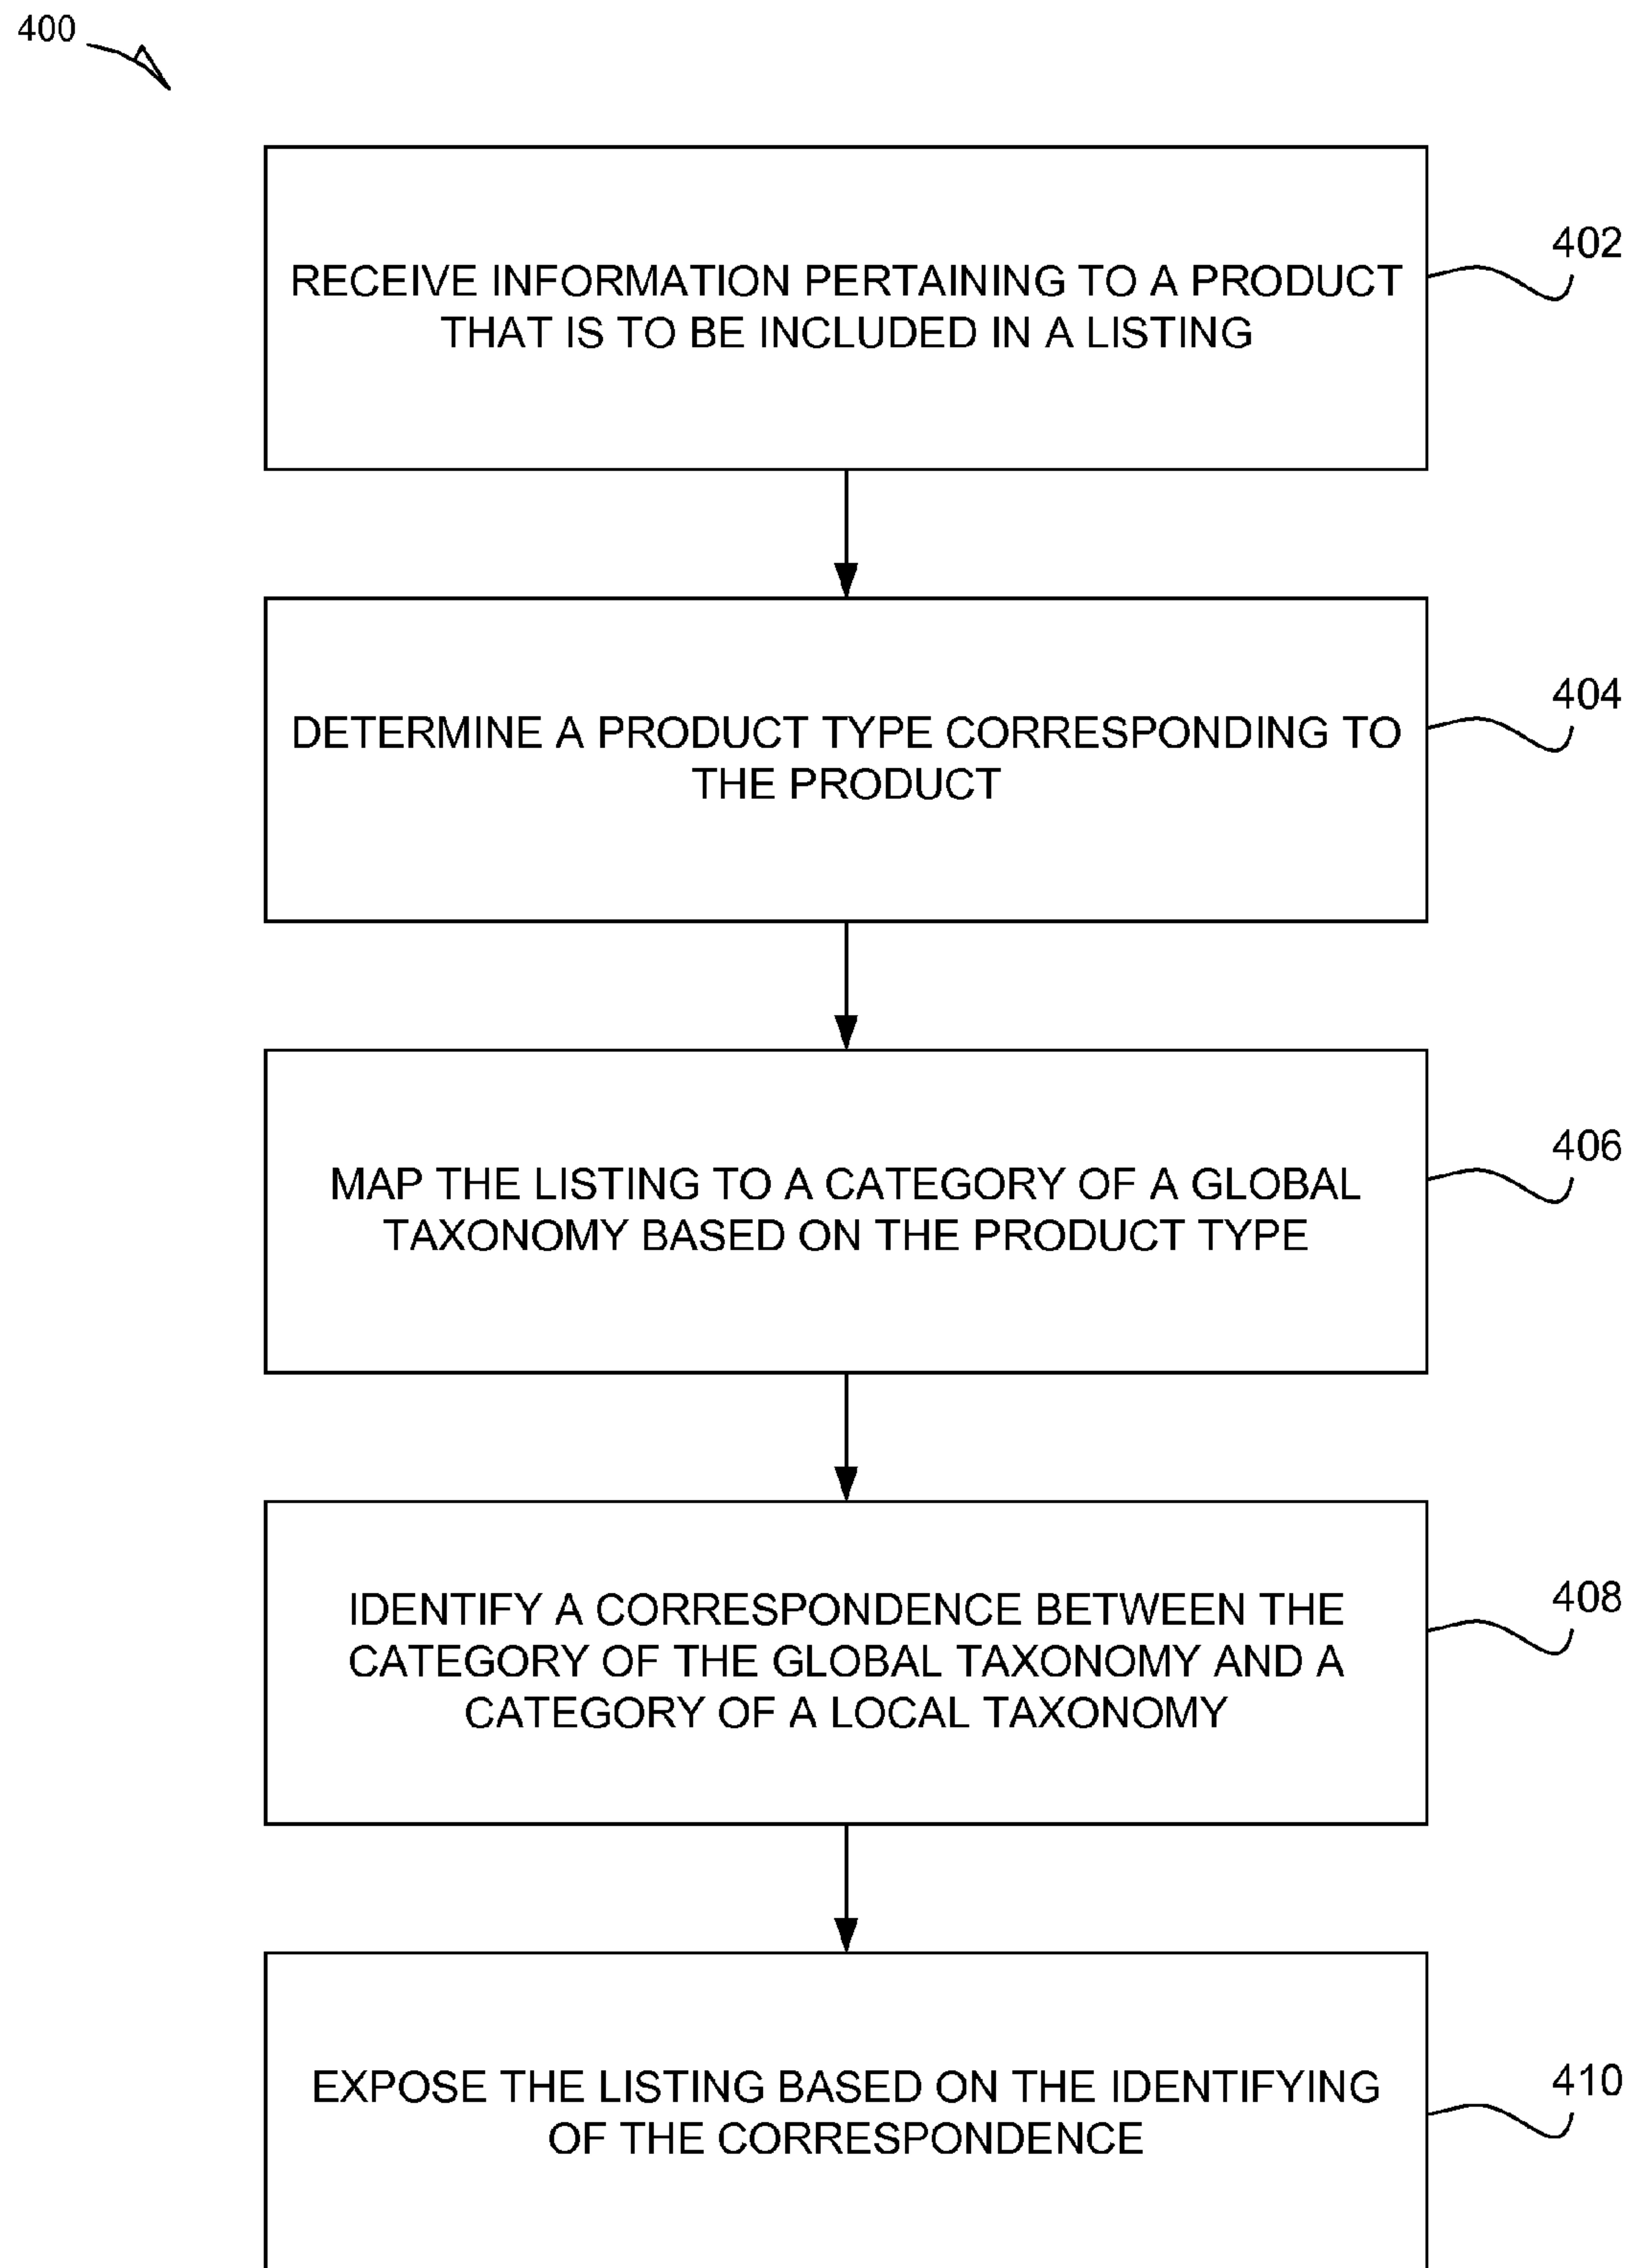 400
RECEIVE INFORMATION PERTAINING TO A PRODUCT
THAT IS TO BE INCLUDED IN A LISTING
402
DETERMINE A PRODUCT TYPE CORRESPONDING TO
THE PRODUCT
404
MAP THE LISTING TO A CATEGORY OF A GLOBAL
TAXONOMY BASED ON THE PRODUCT TYPE
406
IDENTIFY A CORRESPONDENCE BETWEEN THE
CATEGORY OF THE GLOBAL TAXONOMY AND A
CATEGORY OF A LOCAL TAXONOMY
408
EXPOSE THE LISTING BASED ON THE IDENTIFYING
OF THE CORRESPONDENCE
410